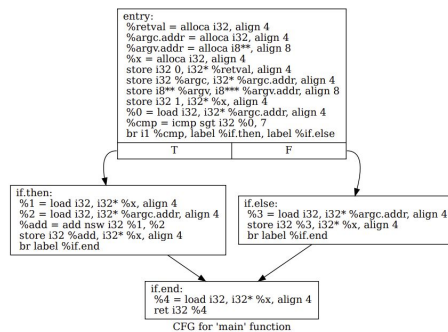 entry:
%retval = alloca i32, align 4
%argc.addr = alloca i32, align 4
%argv.addr = alloca i8**, align 8
%x = alloca i32, align 4
store i32 0, i32* %retval, align 4
store i32 %argc, i32* %argc.addr, align 4
store i8** %argv, i8*** %argv.addr, align 8
store i32 1, i32* %x, align 4
%0 = load i32, i32* %argc.addr, align 4
%cmp = icmp sgt i32 %0, 7
br i1 %cmp, label %if.then, label %if.else
T F
if.then:
%1 = load i32, i32* %x, align 4
%2 = load i32, i32* %argc.addr, align 4
%add = add nsw i32 %1, %2
store i32 %add, i32* %x, align 4
br label %if.end
if.else:
%3 = load i32, i32* %argc.addr, align 4
store i32 %3, i32* %x, align 4
br label %if.end
if.end:
%4 = load i32, i32* %x, align 4
ret i32 %4
CFG for 'main' function